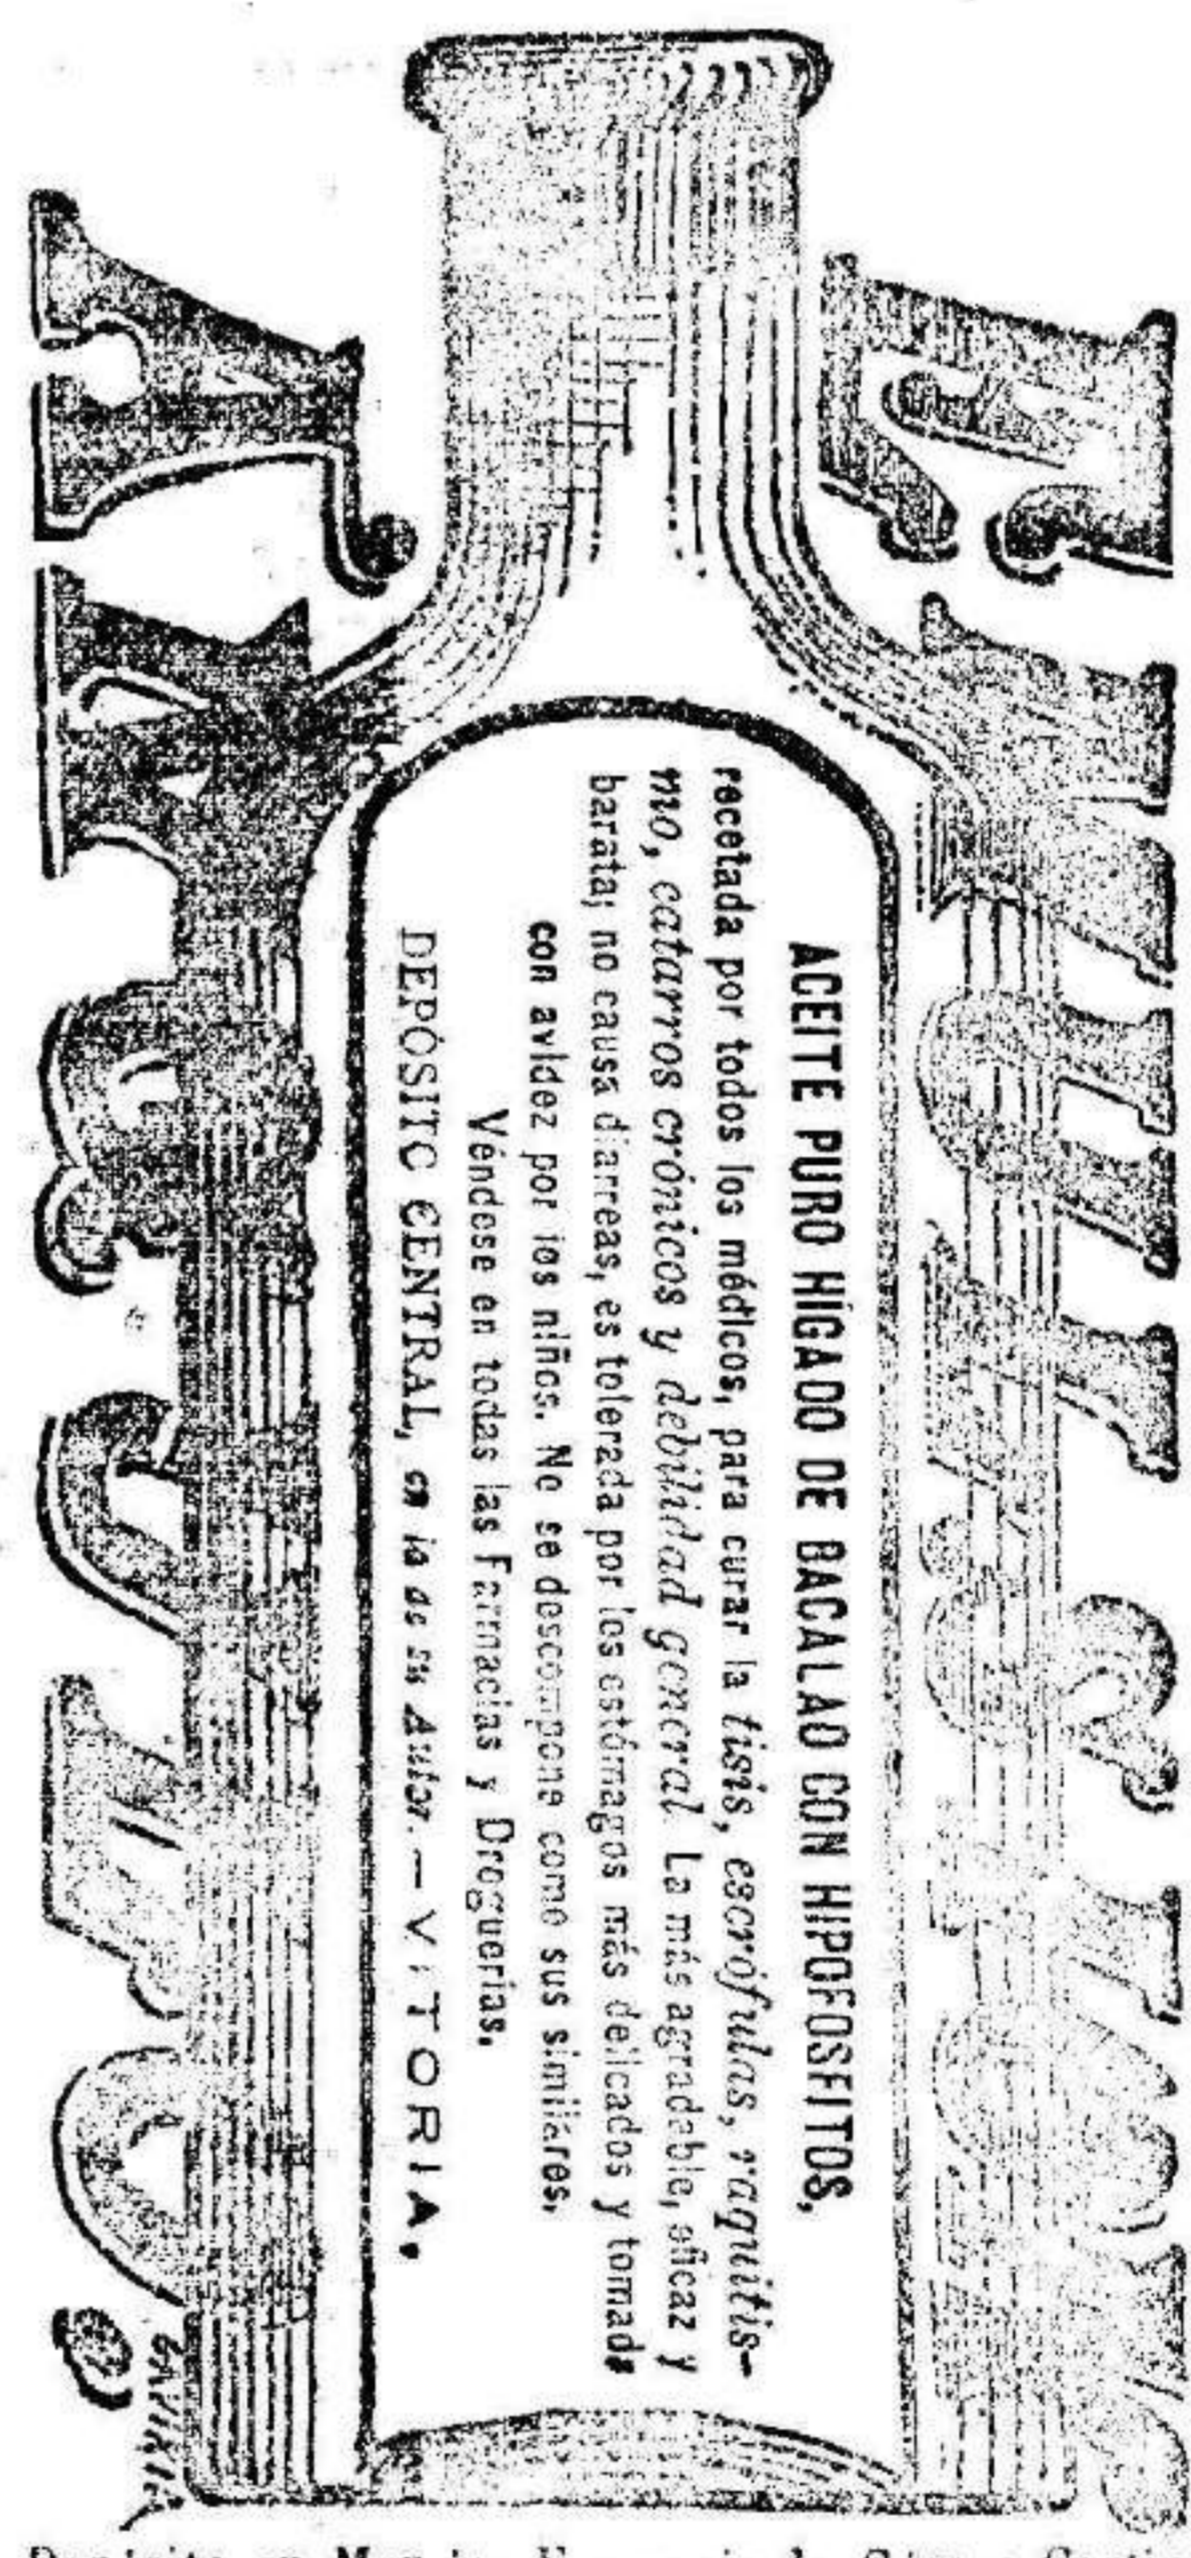 EMULSIÓN
ACEITE PURO HÍGADO DE BACALAO CON HIPOFOSFITOS,
recetada por todos los médicos, para curar la tisis, escrófulas, raquitis-
mo, catarros crónicos y debilidad general La más agradable, eficaz y
barata; no causa diarreas, es tolerada por los estómagos más delicados y tomada
con avidez por los niños. No se descompone como sus similares,
Véndese en todas las Farmacias y Droguerías,
DEPÓSITO CENTRAL, en la de su Autor.—VITORIA.